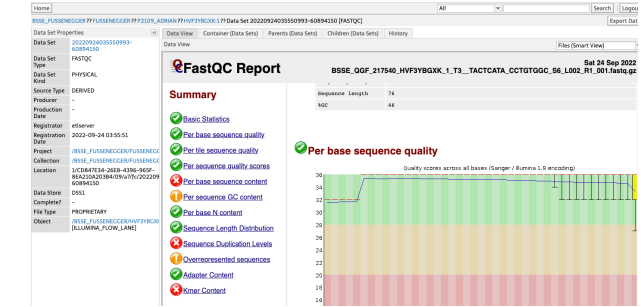 Home
All
Search
Logou
BSSE_FUSSENEGGER ?? FUSSENEGGER ?? P2109_ADRIAN ?? HVF3YBGXK:1 ?? Data Set 20220924035550993-60894150 [FASTQC]
Export Dat
Data Set Properties
Data View
Container (Data Sets)
Parents (Data Sets)
Children (Data Sets)
History
Data View
Files (Smart View)
Data Set 20220924035550993-
60894150
Data Set FASTQC
Type
Data Set PHYSICAL
Kind
Source Type DERIVED
Producer -
Production -
Date
Registrator etlserver
Registration 2022-09-24 03:55:51
Date
Project /BSSE_FUSSENEGGER/FUSSENEGG
Collection /BSSE_FUSSENEGGER/FUSSENEGG
Location 1/CD847E34-26E8-4396-965F-
8EA210A203B4/09/a7/fc/202209
60894150
Data Store DSS1
Complete? -
File Type PROPRIETARY
Object /BSSE_FUSSENEGGER/HVF3YBGXK
[ILLUMINA_FLOW_LANE]
FastQC Report
Sat 24 Sep 2022
BSSE_QGF_217540_HVF3YBGXK_1_T3__TACTCATA_CCTGTGGC_S6_L002_R1_001.fastq.gz
Summary
Basic Statistics
Per base sequence quality
Per tile sequence quality
Per sequence quality scores
Per base sequence content
Per sequence GC content
Per base N content
Sequence Length Distribution
Sequence Duplication Levels
Overrepresented sequences
Adapter Content
Kmer Content
Sequence length 76
%GC
Per base sequence quality
Quality scores across all bases (Sanger / Illumina 1.9 encoding)
36
34
32
30
28
26
24
22
20
18
16